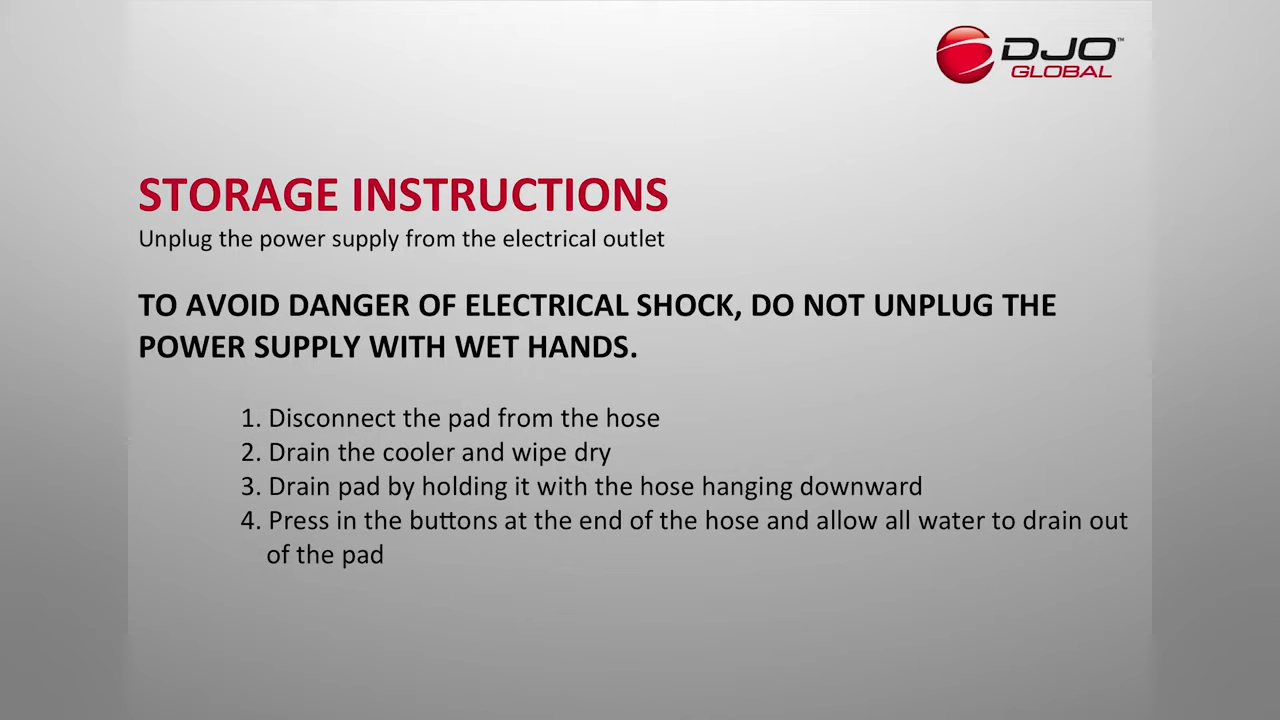 DJO™
GLOBAL
STORAGE INSTRUCTIONS
Unplug the power supply from the electrical outlet
TO AVOID DANGER OF ELECTRICAL SHOCK, DO NOT UNPLUG THE
POWER SUPPLY WITH WET HANDS.
1. Disconnect the pad from the hose
2. Drain the cooler and wipe dry
3. Drain pad by holding it with the hose hanging downward
4. Press in the buttons at the end of the hose and allow all water to drain out
of the pad